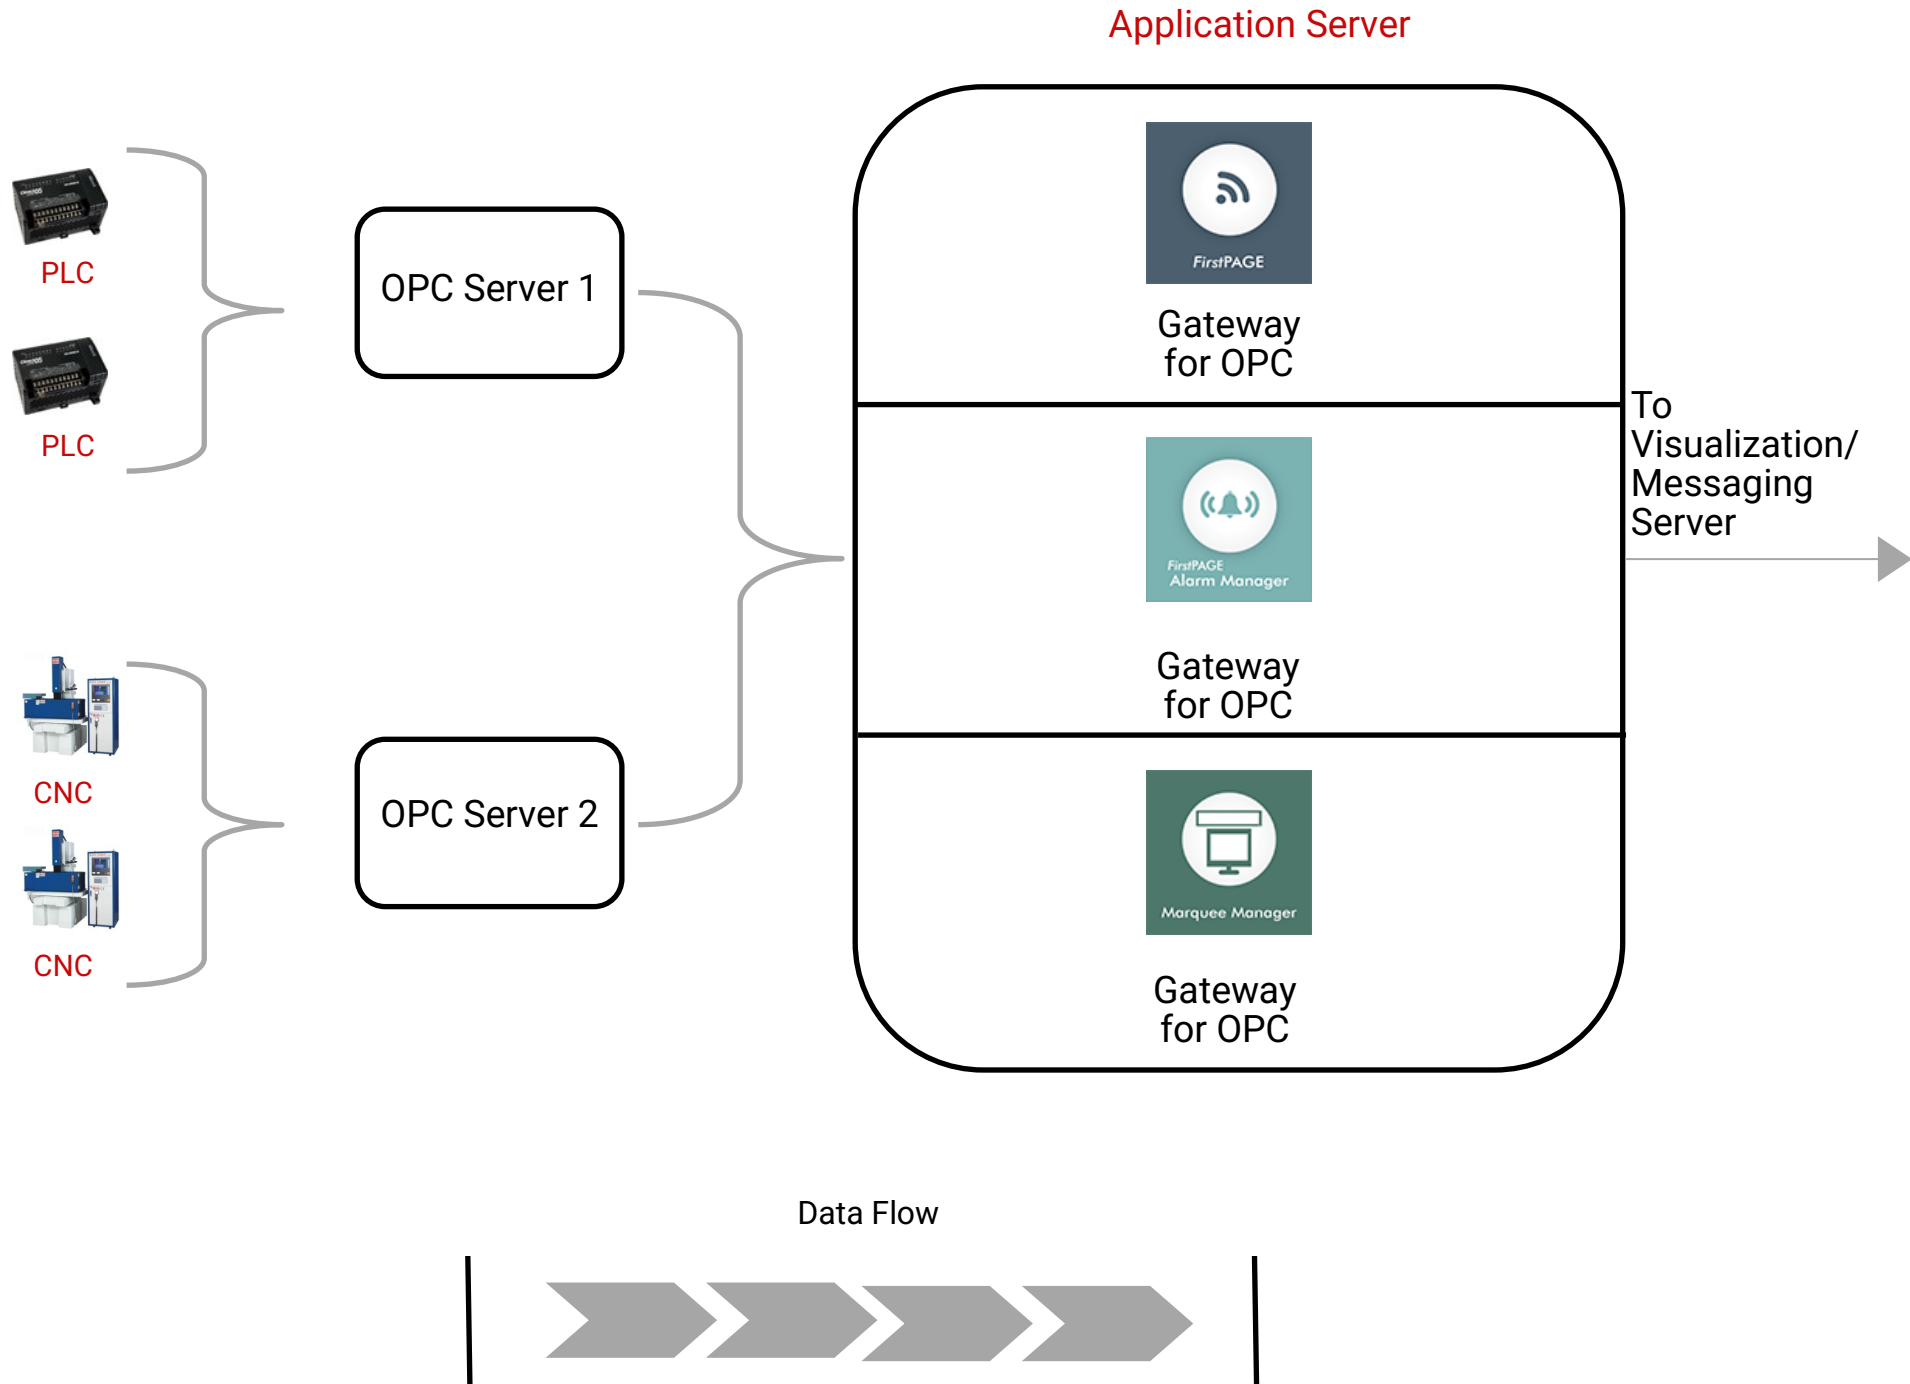 Application Server
PLC
PLC
CNC
CNC
OPC Server 1
OPC Server 2
FirstPAGE
Gateway
for OPC
FirstPAGE
Alarm Manager
Gateway
for OPC
Marquee Manager
Gateway
for OPC
To
Visualization/
Messaging
Server
Data Flow